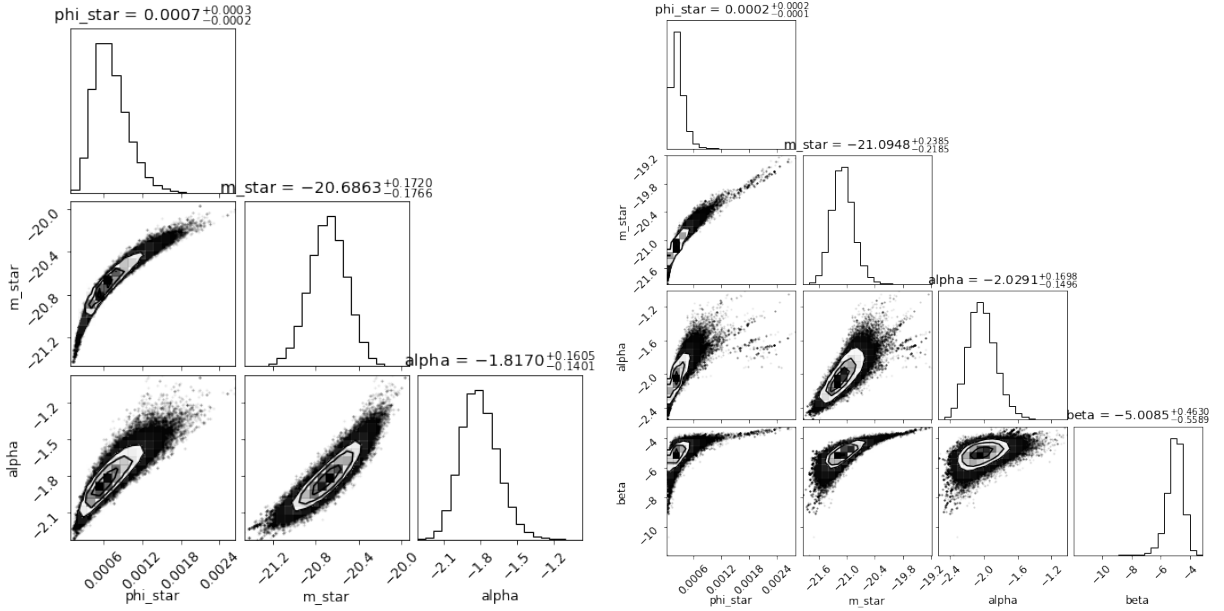 phi_star = 0.0007 +0.0003 −0.0002
m_star = −20.6863 +0.1720 −0.1766
−20.0
−20.4
−20.8
−21.2
m_star
alpha = −1.8170 +0.1605 −0.1401
−1.2
−1.5
−1.8
−2.1
alpha
0.0006 0.0012 0.0018 0.0024
phi_star
−21.2 −20.8 −20.4 −20.0
m_star
−2.1 −1.8 −1.5 −1.2
alpha
phi_star = 0.0002 +0.0002 −0.0001
m_star = −21.0948 +0.2385 −0.2185
−19.2
−19.8
−20.4
−21.0
−21.6
m_star
alpha = −2.0291 +0.1698 −0.1496
−1.2
−1.6
−2.0
−2.4
alpha
beta = −5.0085 +0.4630 −0.5589
−4
−6
−8
−10
beta
0.0006 0.0012 0.0018 0.0024
phi_star
−21.6 −21.0 −20.4 −19.8 −19.2
m_star
−2.4 −2.0 −1.6 −1.2
alpha
−10 −8 −6 −4
beta